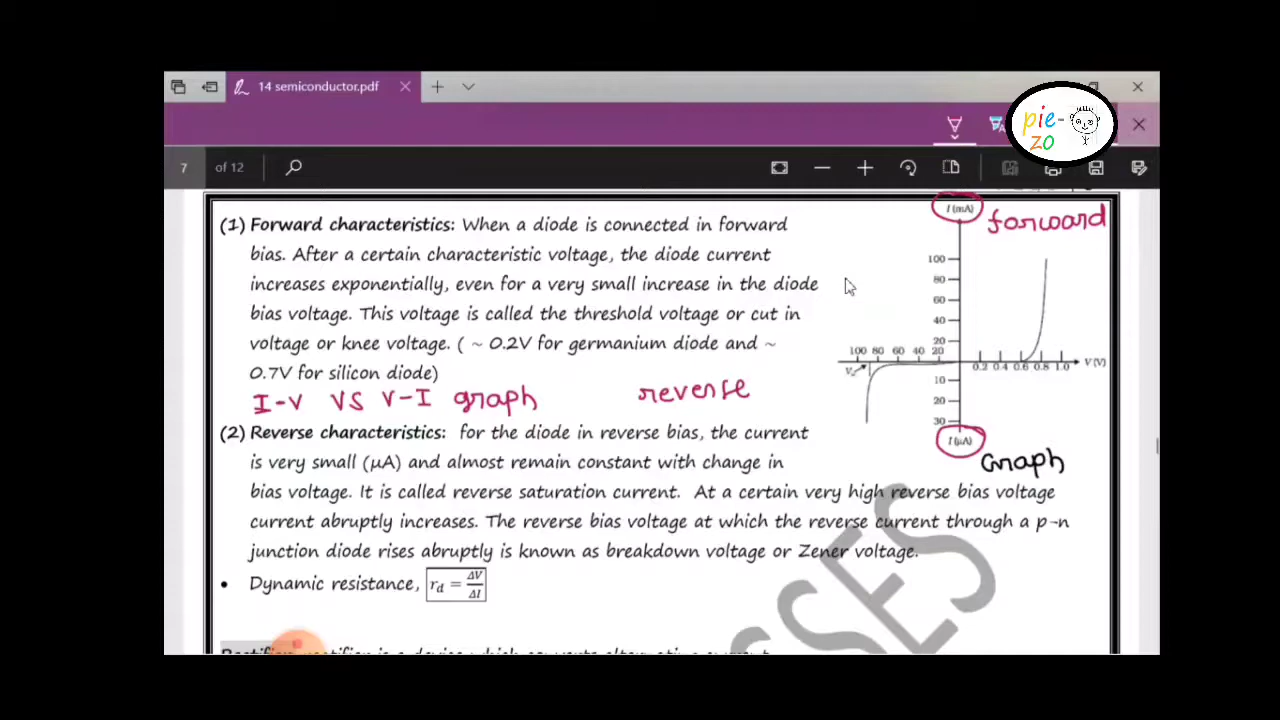 14 semiconductor.pdf
pie-
zo
7 of 12
(1) Forward characteristics: When a diode is connected in forward
bias. After a certain characteristic voltage, the diode current
increases exponentially, even for a very small increase in the diode
bias voltage. This voltage is called the threshold voltage or cut in
voltage or knee voltage. ( ~ 0.2V for germanium diode and ~
0.7V for silicon diode)
I-V VS V-I graph reverse
I (mA)
forword
100
80
60
40
20
100 80 60 40 20
0.2 0.4 0.6 0.8 1.0 V (V)
10
20
30
I (μA)
Graph
(2) Reverse characteristics: for the diode in reverse bias, the current
is very small (μA) and almost remain constant with change in
bias voltage. It is called reverse saturation current. At a certain very high reverse bias voltage
current abruptly increases. The reverse bias voltage at which the reverse current through a p-n
junction diode rises abruptly is known as breakdown voltage or Zener voltage.
• Dynamic resistance, r_d = ΔV/ΔI
SSES